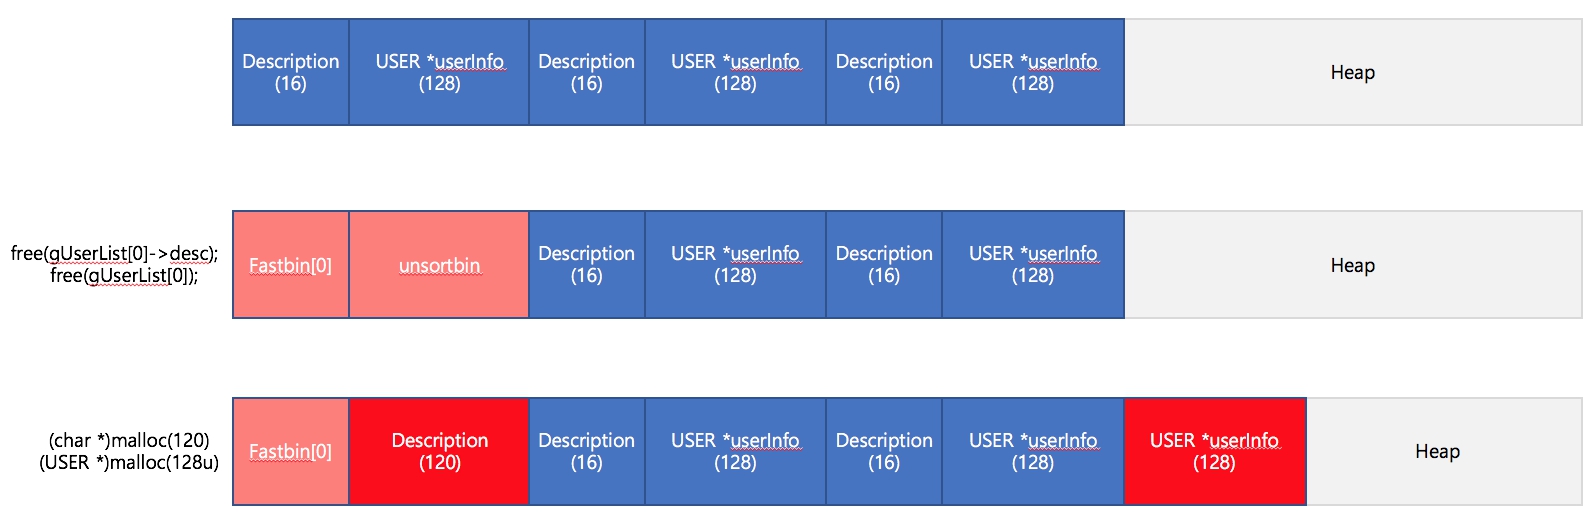 Description
(16)
USER *userInfo
(128)
Description
(16)
USER *userInfo
(128)
Description
(16)
USER *userInfo
(128)
Heap
free(gUserList[0]->desc);
free(gUserList[0]);
Fastbin[0]
unsortbin
Description
(16)
USER *userInfo
(128)
Description
(16)
USER *userInfo
(128)
Heap
(char *)malloc(120)
(USER *)malloc(128u)
Fastbin[0]
Description
(120)
Description
(16)
USER *userInfo
(128)
Description
(16)
USER *userInfo
(128)
USER *userInfo
(128)
Heap